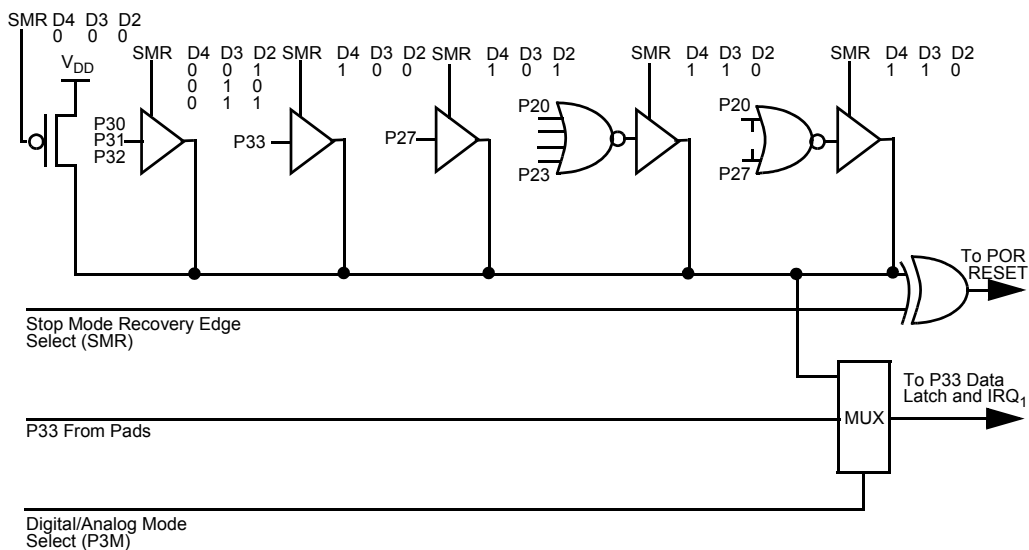 SMR D4 D3 D2
0 0 0
VDD
SMR D4 D3 D2
0 0 1
0 1 0
0 1 1
SMR D4 D3 D2
1 0 0
SMR D4 D3 D2
1 0 1
SMR D4 D3 D2
1 1 0
SMR D4 D3 D2
1 1 0
P30
P31
P32
P33
P27
P20
P23
P20
P27
To POR
RESET
Stop Mode Recovery Edge
Select (SMR)
To P33 Data
Latch and IRQ1
MUX
P33 From Pads
Digital/Analog Mode
Select (P3M)